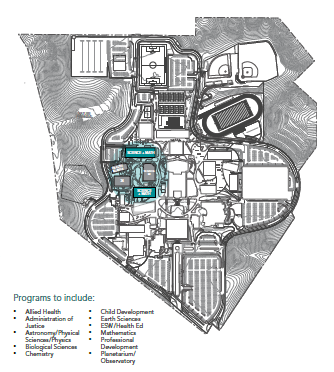 SCIENCE + MATH
Programs to include:
• Allied Health
• Administration of
Justice
• Astronomy/Physical
Sciences/Physics
• Biological Sciences
• Chemistry
• Child Development
• Earth Sciences
• ESW/Health Ed
• Mathematics
• Professional
Development
• Planetarium/
Observatory